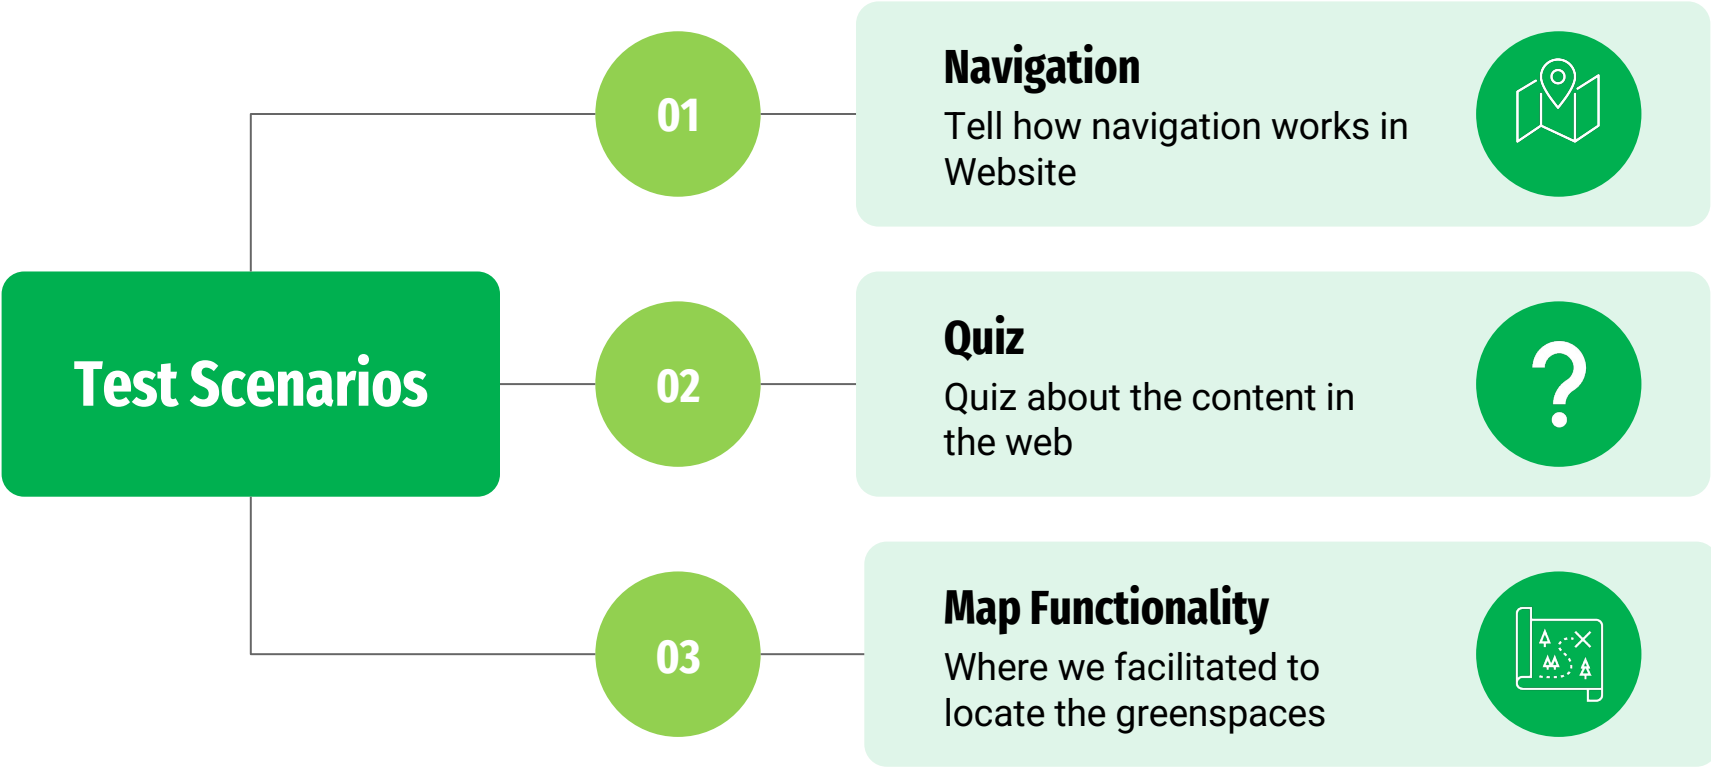 Test Scenarios
01
Navigation
Tell how navigation works in
Website
02
Quiz
Quiz about the content in
the web
03
Map Functionality
Where we facilitated to
locate the greenspaces